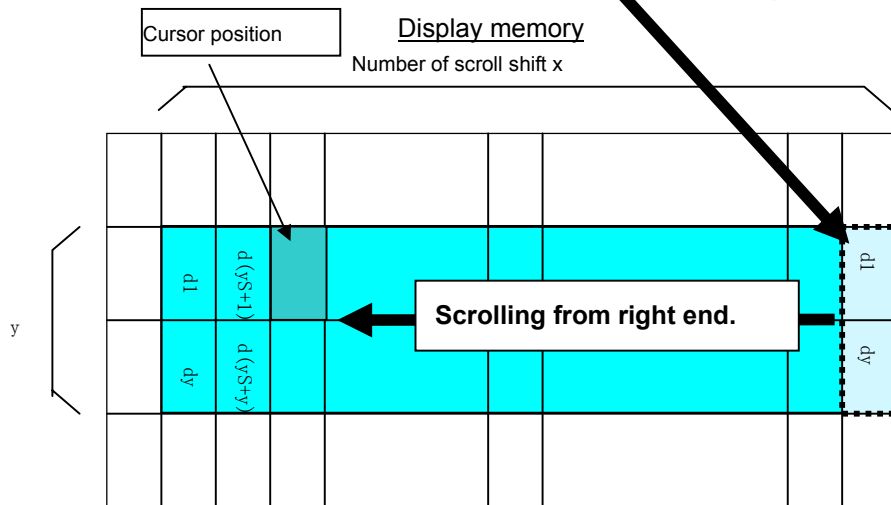 Cursor position
Display memory
Number of scroll shift x
d1
d(yS+1)
d1
Scrolling from right end.
y
dy
d(yS+y)
dy